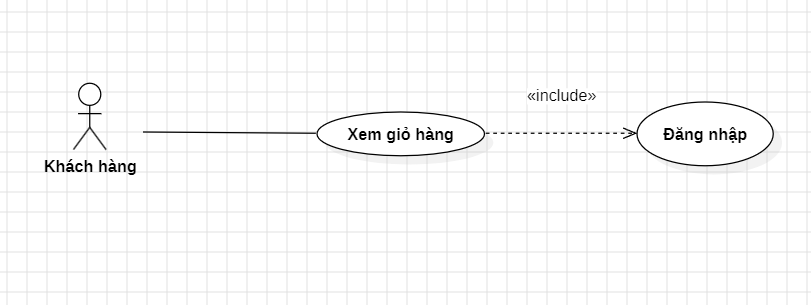 «include»
Xem giỏ hàng
Đăng nhập
Khách hàng